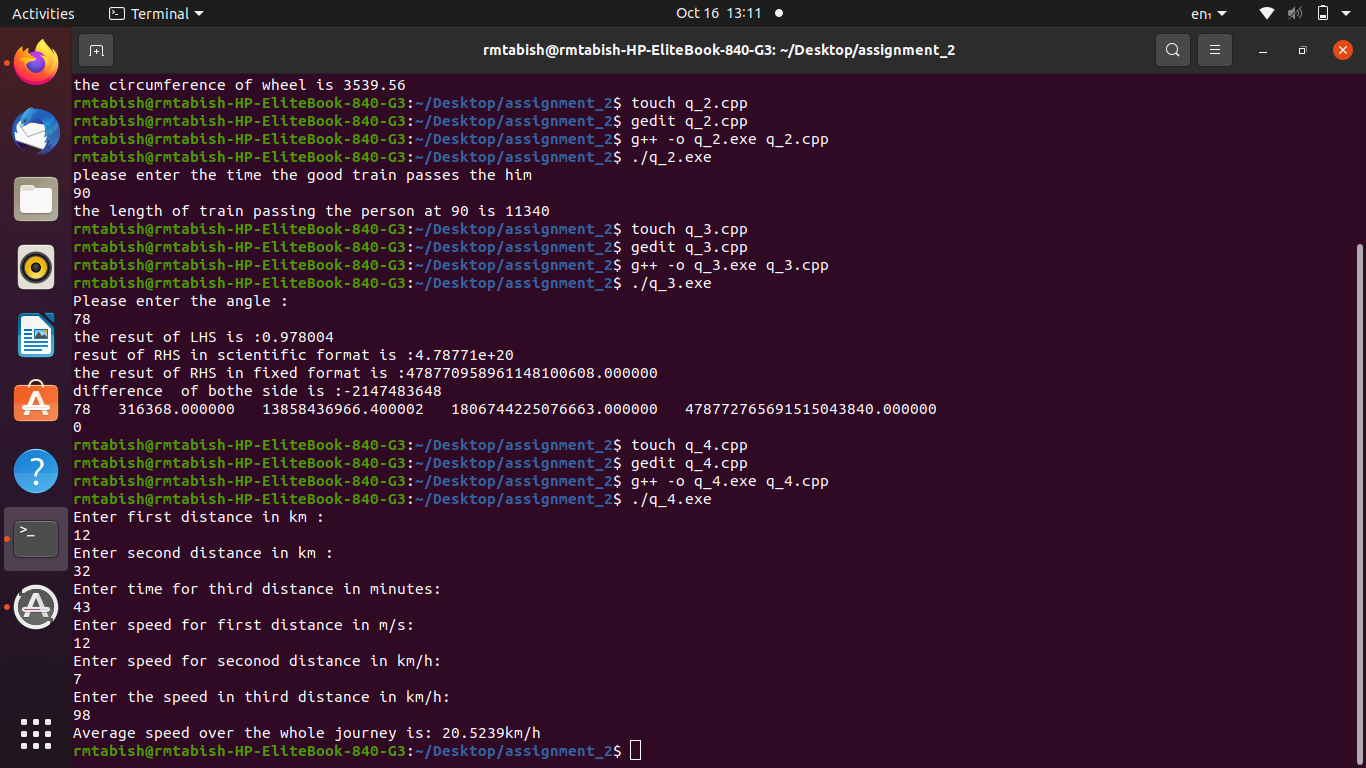 Activities Terminal Oct 16 13:11 en₁
rmtabish@rmtabish-HP-EliteBook-840-G3: ~/Desktop/assignment_2
the circumference of wheel is 3539.56
rmtabish@rmtabish-HP-EliteBook-840-G3:~/Desktop/assignment_2$ touch q_2.cpp
rmtabish@rmtabish-HP-EliteBook-840-G3:~/Desktop/assignment_2$ gedit q_2.cpp
rmtabish@rmtabish-HP-EliteBook-840-G3:~/Desktop/assignment_2$ g++ -o q_2.exe q_2.cpp
rmtabish@rmtabish-HP-EliteBook-840-G3:~/Desktop/assignment_2$ ./q_2.exe
please enter the time the good train passes the him
90
the length of train passing the person at 90 is 11340
rmtabish@rmtabish-HP-EliteBook-840-G3:~/Desktop/assignment_2$ touch q_3.cpp
rmtabish@rmtabish-HP-EliteBook-840-G3:~/Desktop/assignment_2$ gedit q_3.cpp
rmtabish@rmtabish-HP-EliteBook-840-G3:~/Desktop/assignment_2$ g++ -o q_3.exe q_3.cpp
rmtabish@rmtabish-HP-EliteBook-840-G3:~/Desktop/assignment_2$ ./q_3.exe
Please enter the angle :
78
the resut of LHS is :0.978004
resut of RHS in scientific format is :4.78771e+20
the resut of RHS in fixed format is :478770958961148100608.000000
difference  of bothe side is :-2147483648
78   316368.000000   13858436966.400002   1806744225076663.000000   478772765691515043840.000000
0
rmtabish@rmtabish-HP-EliteBook-840-G3:~/Desktop/assignment_2$ touch q_4.cpp
rmtabish@rmtabish-HP-EliteBook-840-G3:~/Desktop/assignment_2$ gedit q_4.cpp
rmtabish@rmtabish-HP-EliteBook-840-G3:~/Desktop/assignment_2$ g++ -o q_4.exe q_4.cpp
rmtabish@rmtabish-HP-EliteBook-840-G3:~/Desktop/assignment_2$ ./q_4.exe
Enter first distance in km :
12
Enter second distance in km :
32
Enter time for third distance in minutes:
43
Enter speed for first distance in m/s:
12
Enter speed for seconod distance in km/h:
7
Enter the speed in third distance in km/h:
98
Average speed over the whole journey is: 20.5239km/h
rmtabish@rmtabish-HP-EliteBook-840-G3:~/Desktop/assignment_2$